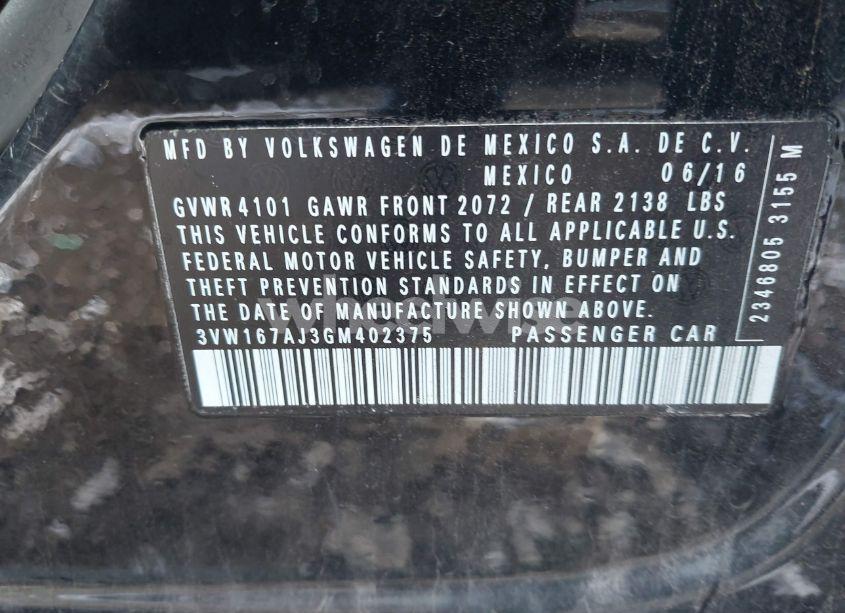 MFD BY VOLKSWAGEN DE MEXICO S.A. DE C.V.
MEXICO 06/16
GVWR 4101 GAWR FRONT 2072 / REAR 2138 LBS
THIS VEHICLE CONFORMS TO ALL APPLICABLE U.S.
FEDERAL MOTOR VEHICLE SAFETY, BUMPER AND
THEFT PREVENTION STANDARDS IN EFFECT ON
THE DATE OF MANUFACTURE SHOWN ABOVE.
3VW167AJ3GM402375 PASSENGER CAR
2346805 3155 M
wheelwise